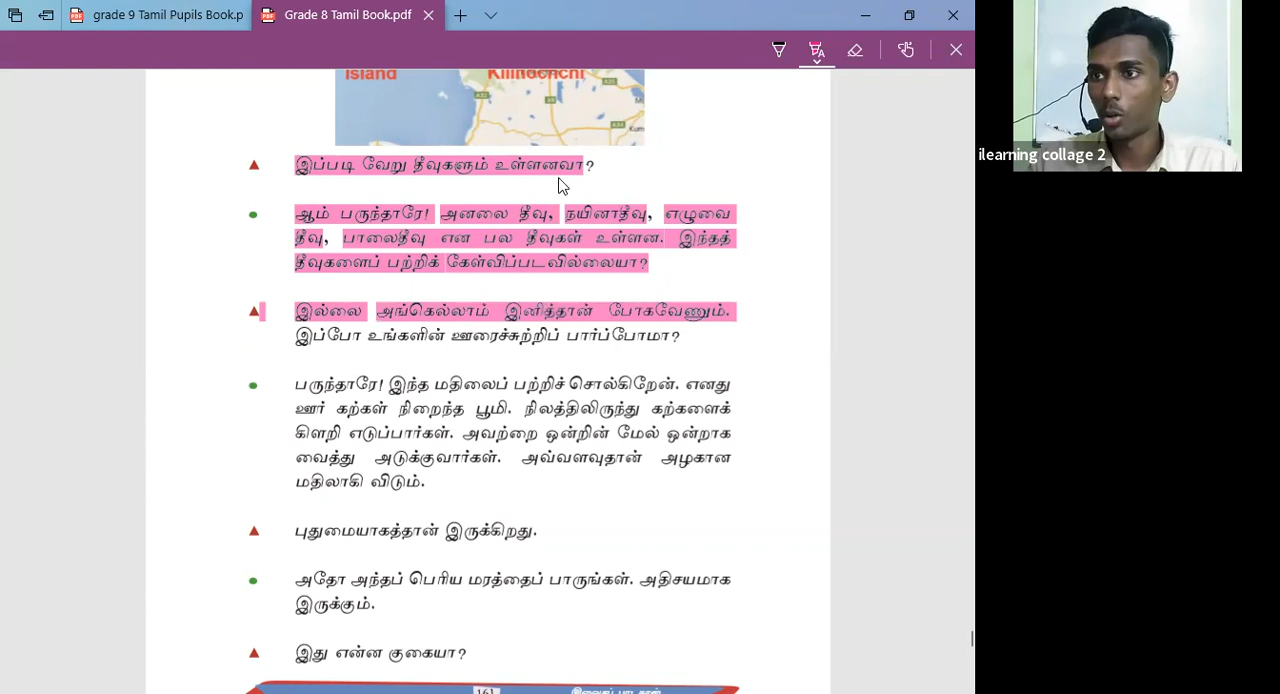 grade 9 Tamil Pupils Book.p
Grade 8 Tamil Book.pdf
ilearning collage 2
Island Kilinochchi
இப்படி வேறு தீவுகளும் உள்ளனவா?
ஆம் பருந்தாரே! அனலை தீவு, நயினாதீவு, எழுவை
தீவு, பாலைதீவு என பல தீவுகள் உள்ளன. இந்தத்
தீவுகளைப் பற்றிக் கேள்விப்படவில்லையா?
இல்லை அங்கெல்லாம் இனித்தான் போகவேணும்.
இப்போ உங்களின் ஊரைச்சுற்றிப் பார்ப்போமா?
பருந்தாரே! இந்த மதிலைப் பற்றிச் சொல்கிறேன். எனது
ஊர் கற்கள் நிறைந்த பூமி. நிலத்திலிருந்து கற்களைக்
கிளறி எடுப்பார்கள். அவற்றை ஒன்றின் மேல் ஒன்றாக
வைத்து அடுக்குவார்கள். அவ்வளவுதான் அழகான
மதிலாகி விடும்.
புதுமையாகத்தான் இருக்கிறது.
அதோ அந்தப் பெரிய மரத்தைப் பாருங்கள். அதிசயமாக
இருக்கும்.
இது என்ன குகையா?
161